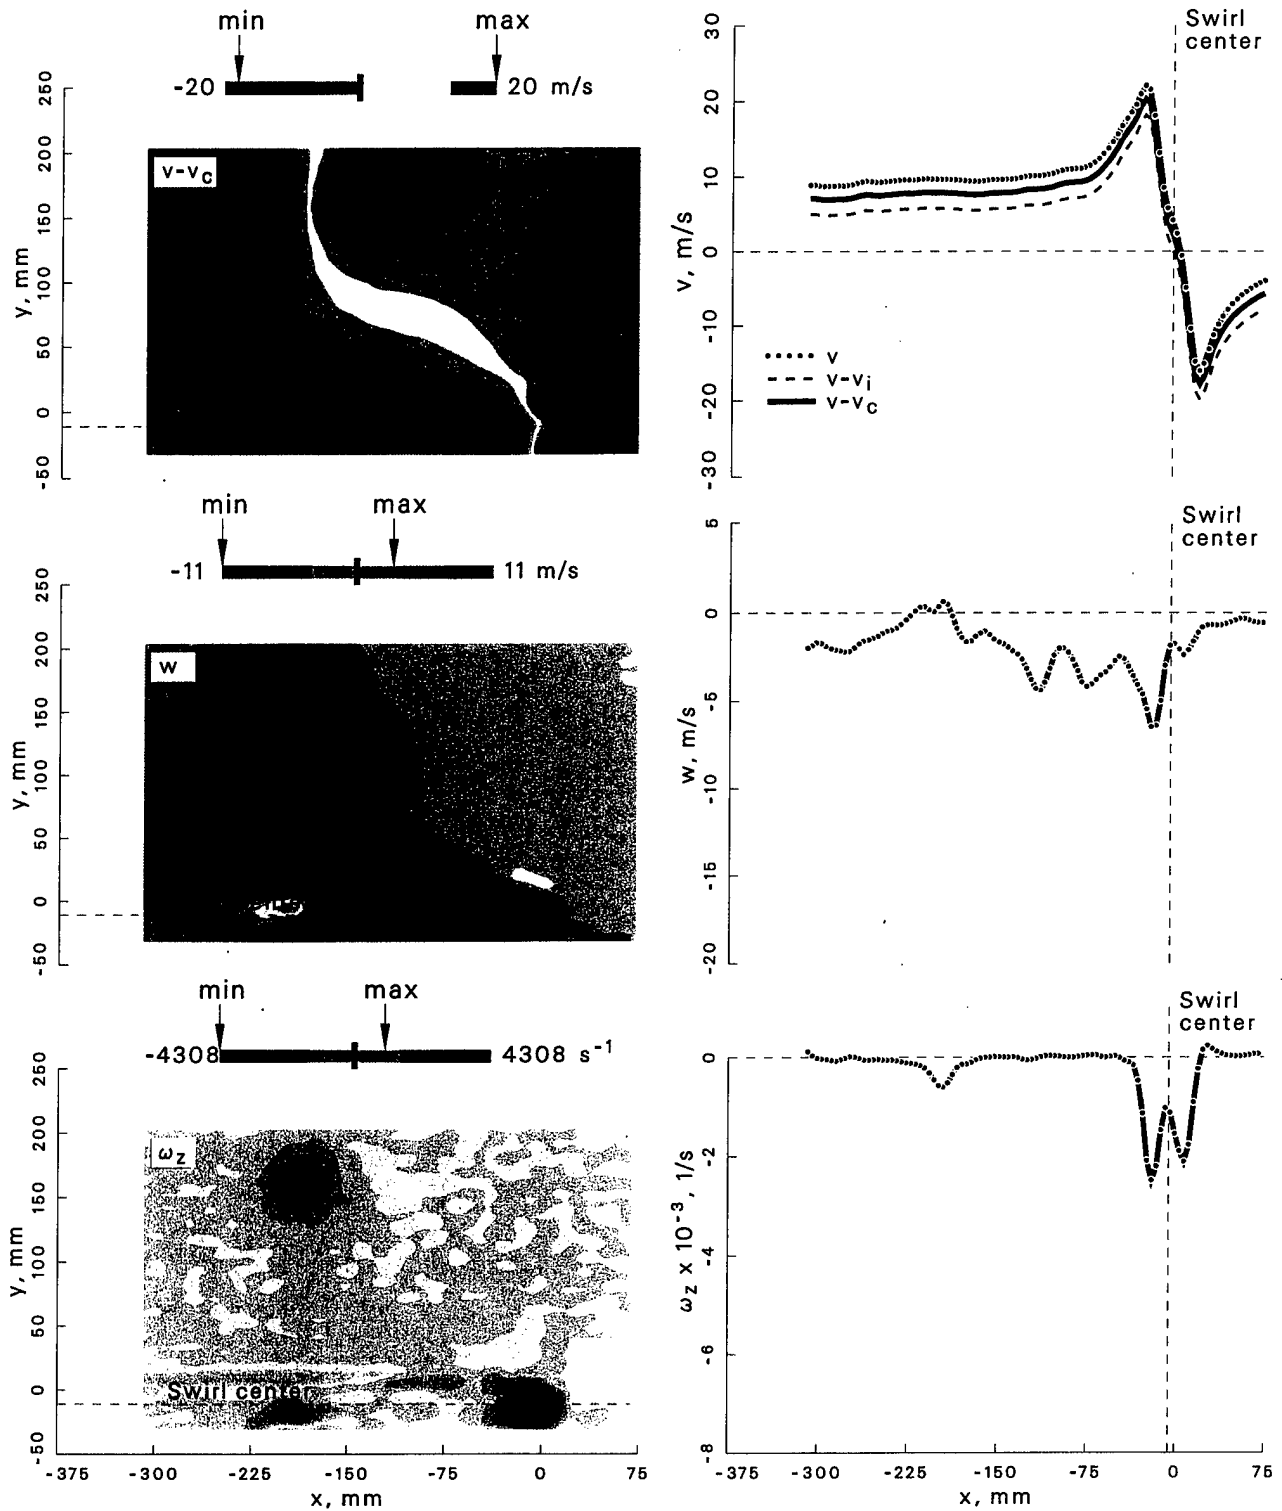 min max
-20 20 m/s
250
200
150
100
50
0
-50
y, mm
v-vc
30
20
10
0
-10
-20
-30
v, m/s
Swirl
center
v
v-vi
v-vc
min max
-11 11 m/s
250
200
150
100
50
0
-50
y, mm
w
5
0
-5
-10
-15
-20
w, m/s
Swirl
center
min max
-4308 4308 s-1
250
200
150
100
50
0
-50
y, mm
ωz
Swirl center
-375 -300 -225 -150 -75 0 75
x, mm
0
-2
-4
-6
-8
ωz x 10-3, 1/s
Swirl
center
-375 -300 -225 -150 -75 0 75
x, mm